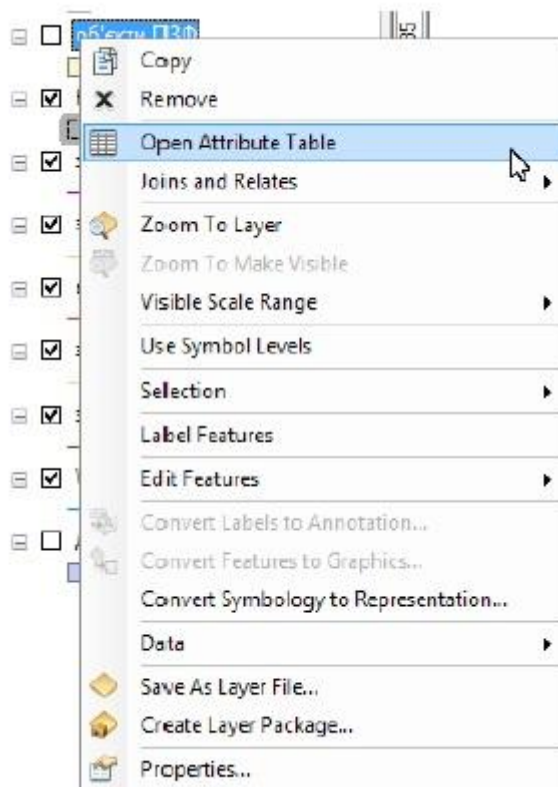 об'єкти ПЗФ
Copy
Remove
Open Attribute Table
Joins and Relates
Zoom To Layer
Zoom To Make Visible
Visible Scale Range
Use Symbol Levels
Selection
Label Features
Edit Features
Convert Labels to Annotation...
Convert Features to Graphics...
Convert Symbology to Representation...
Data
Save As Layer File...
Create Layer Package...
Properties...